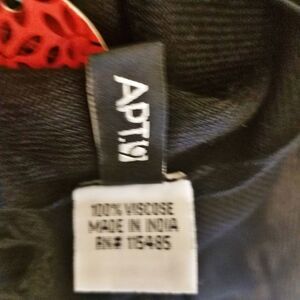 APT.9
100% VISCOSE
MADE IN INDIA
RN# 115485